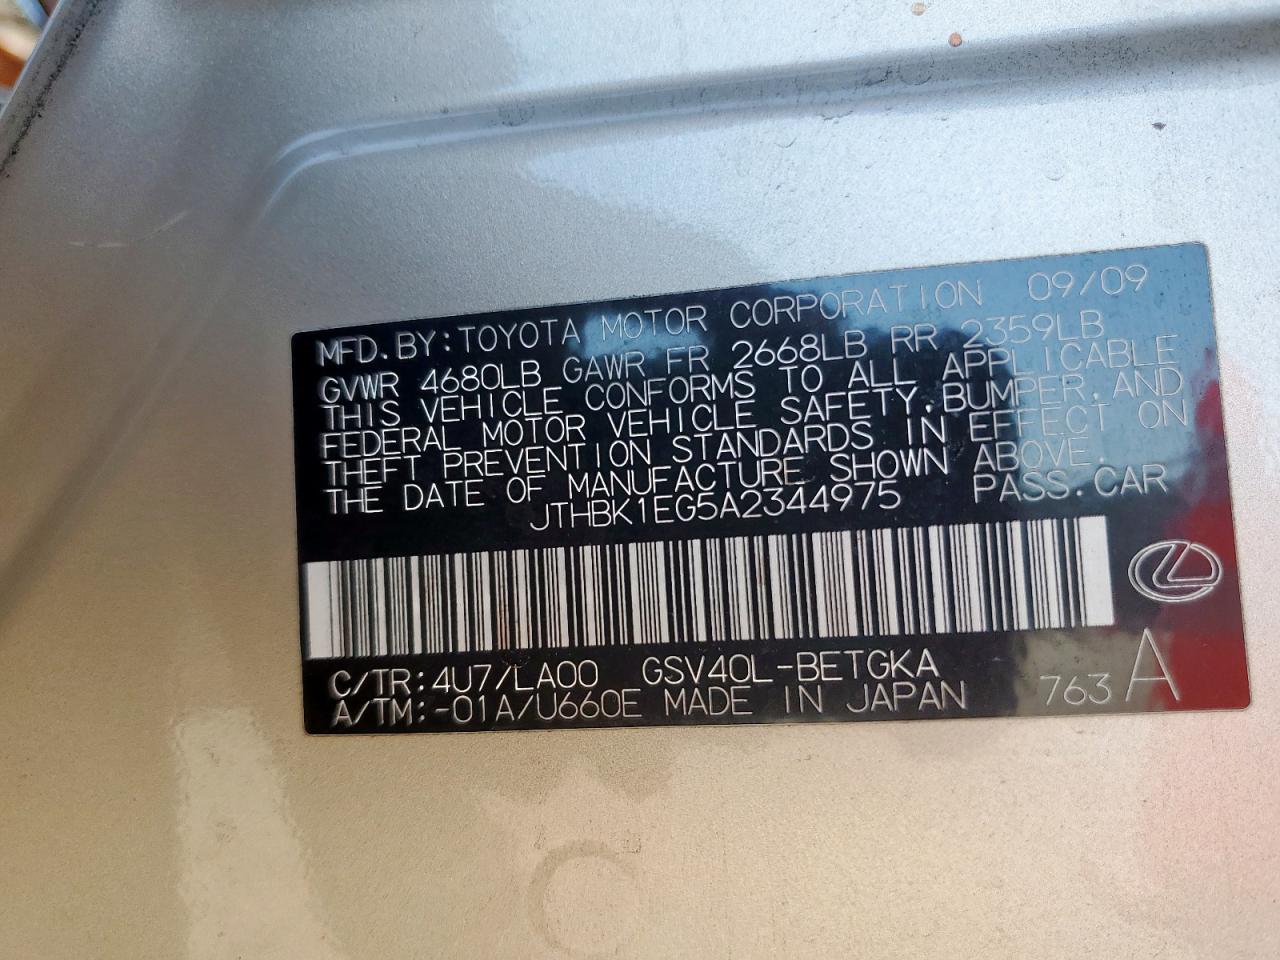 MFD. BY: TOYOTA MOTOR CORPORATION 09/09
GVWR 4680LB GAWR FR 2668LB RR 2359LB
THIS VEHICLE CONFORMS TO ALL APPLICABLE
FEDERAL MOTOR VEHICLE SAFETY, BUMPER, AND
THEFT PREVENTION STANDARDS IN EFFECT ON
THE DATE OF MANUFACTURE SHOWN ABOVE.
JTHBK1EG5A2344975 PASS. CAR
C/TR: 4U7/LA00 GSV40L-BETGKA
A/TM: -01A/U660E MADE IN JAPAN 763 A